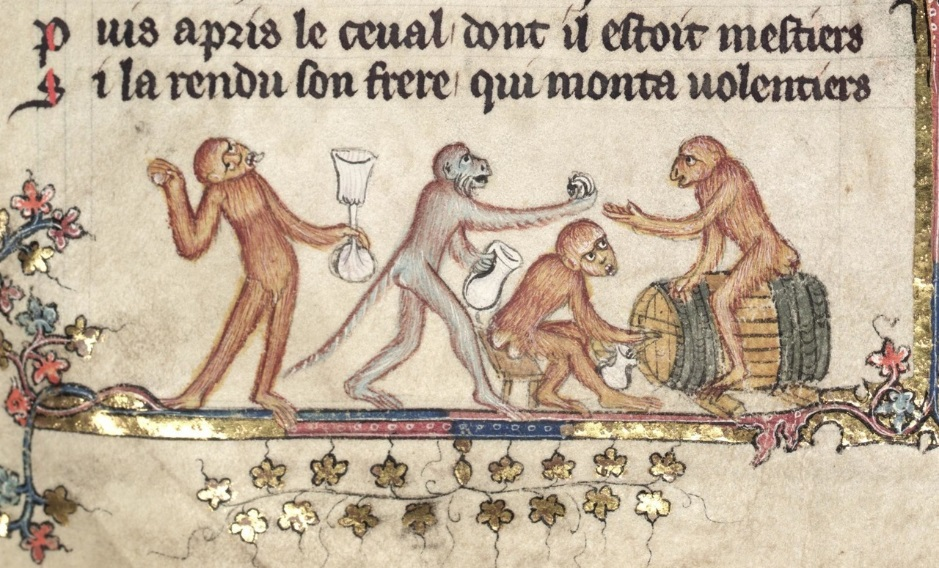 puis apris le ceual dont il estoit mestiers
si la rendu son frere qui monta uolentiers